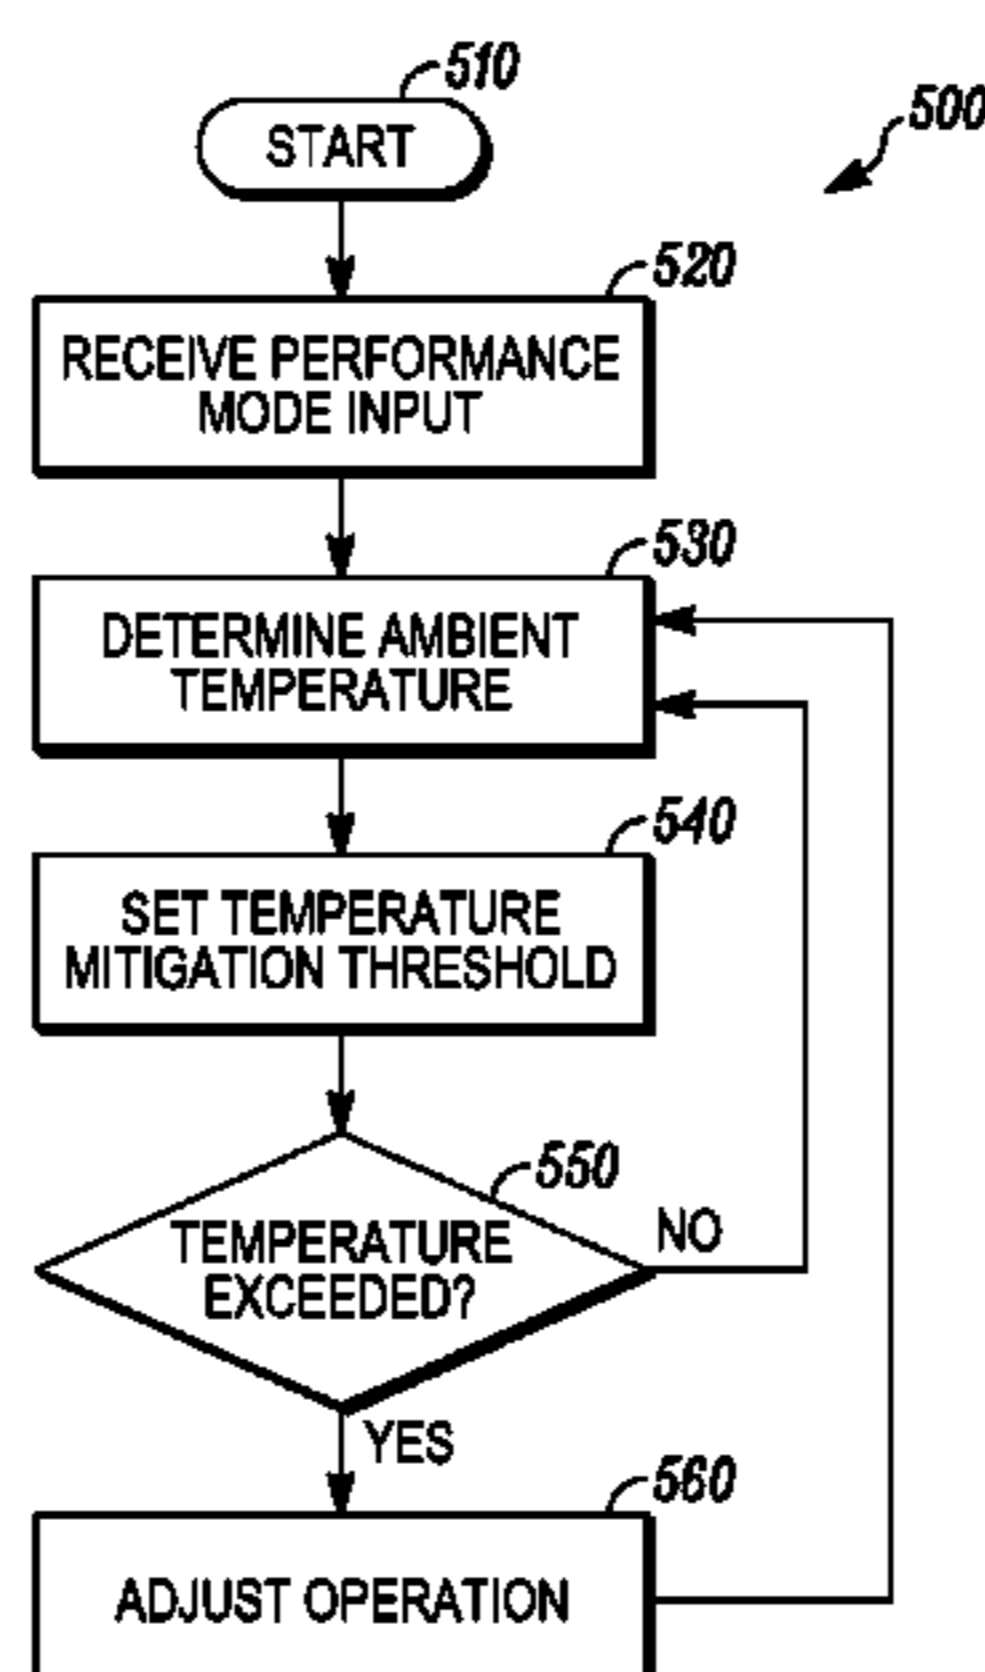 510
START
500
520
RECEIVE PERFORMANCE
MODE INPUT
530
DETERMINE AMBIENT
TEMPERATURE
540
SET TEMPERATURE
MITIGATION THRESHOLD
550
TEMPERATURE
EXCEEDED?
NO
YES
560
ADJUST OPERATION